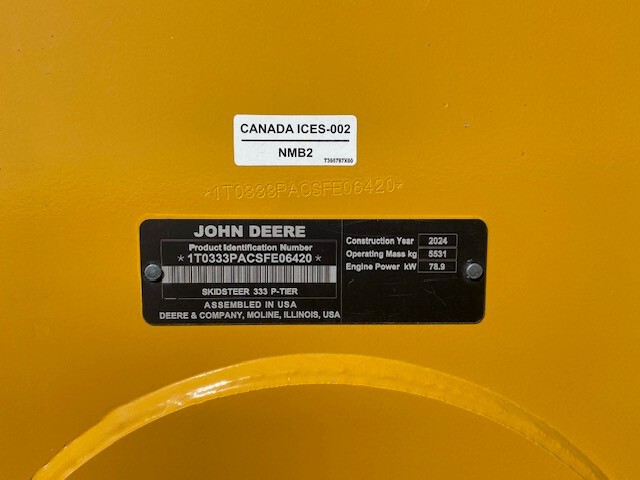 CANADA ICES-002
NMB2
T395787X00
*1T0333PACSFE06420*
JOHN DEERE
Product Identification Number
*1T0333PACSFE06420*
SKIDSTEER 333 P-TIER
ASSEMBLED IN USA
DEERE & COMPANY, MOLINE, ILLINOIS, USA
Construction Year 2024
Operating Mass kg 5531
Engine Power kW 78.9